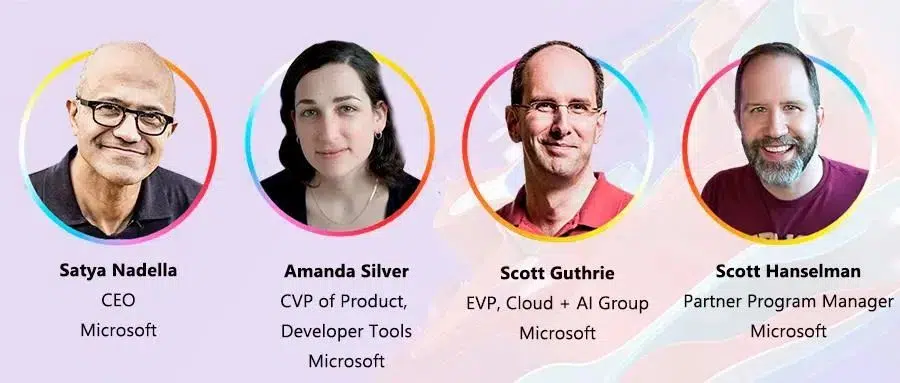 Satya Nadella
CEO
Microsoft
Amanda Silver
CVP of Product,
Developer Tools
Microsoft
Scott Guthrie
EVP, Cloud + AI Group
Microsoft
Scott Hanselman
Partner Program Manager
Microsoft